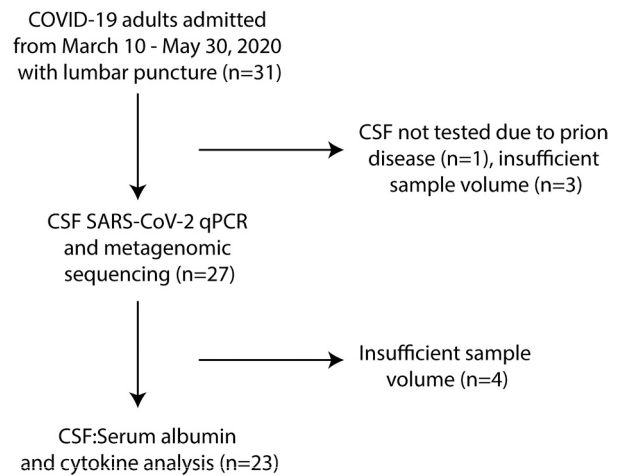 COVID-19 adults admitted
from March 10 - May 30, 2020
with lumbar puncture (n=31)
CSF not tested due to prion
disease (n=1), insufficient
sample volume (n=3)
CSF SARS-CoV-2 qPCR
and metagenomic
sequencing (n=27)
Insufficient sample
volume (n=4)
CSF:Serum albumin
and cytokine analysis (n=23)